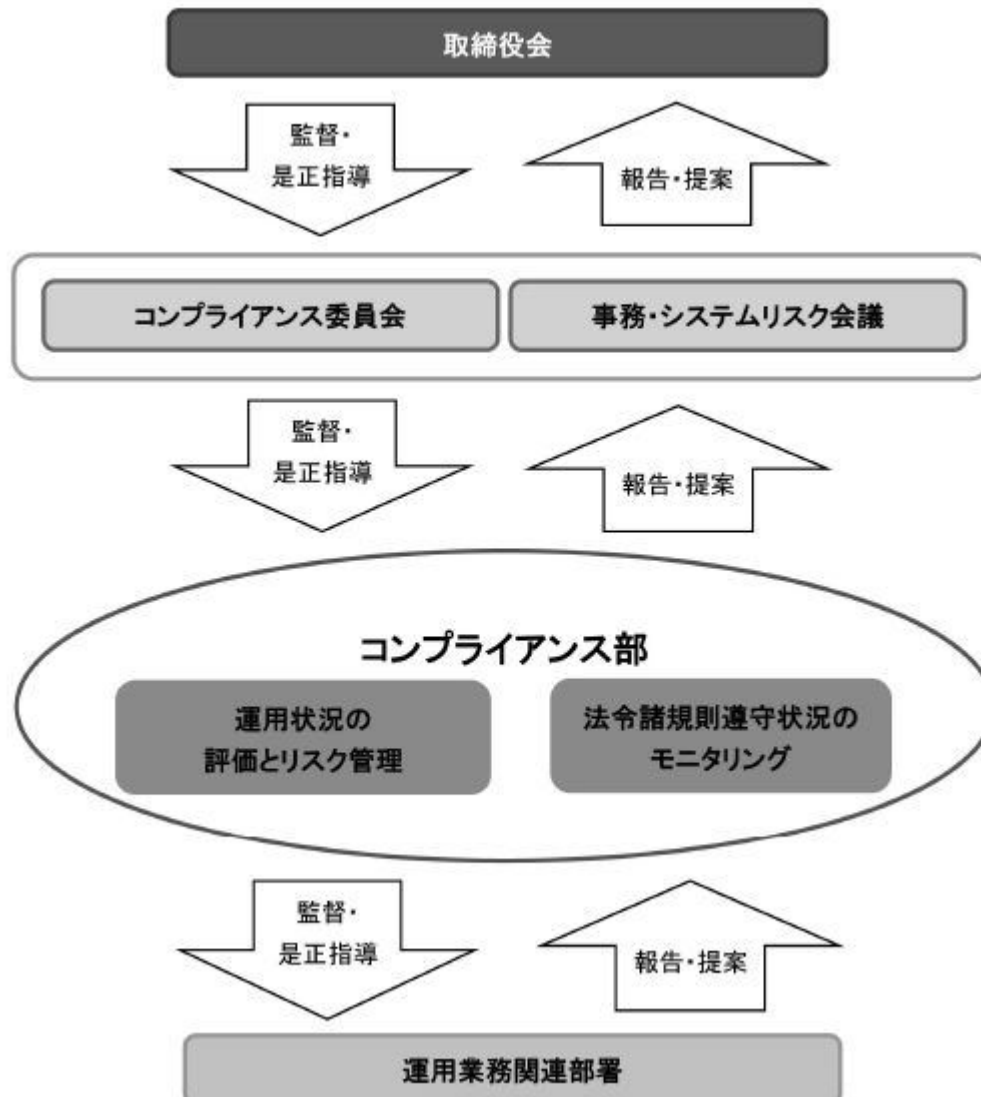 取締役会
監督・
是正指導
報告・提案
コンプライアンス委員会
事務・システムリスク会議
監督・
是正指導
報告・提案
コンプライアンス部
運用状況の
評価とリスク管理
法令諸規則遵守状況の
モニタリング
監督・
是正指導
報告・提案
運用業務関連部署